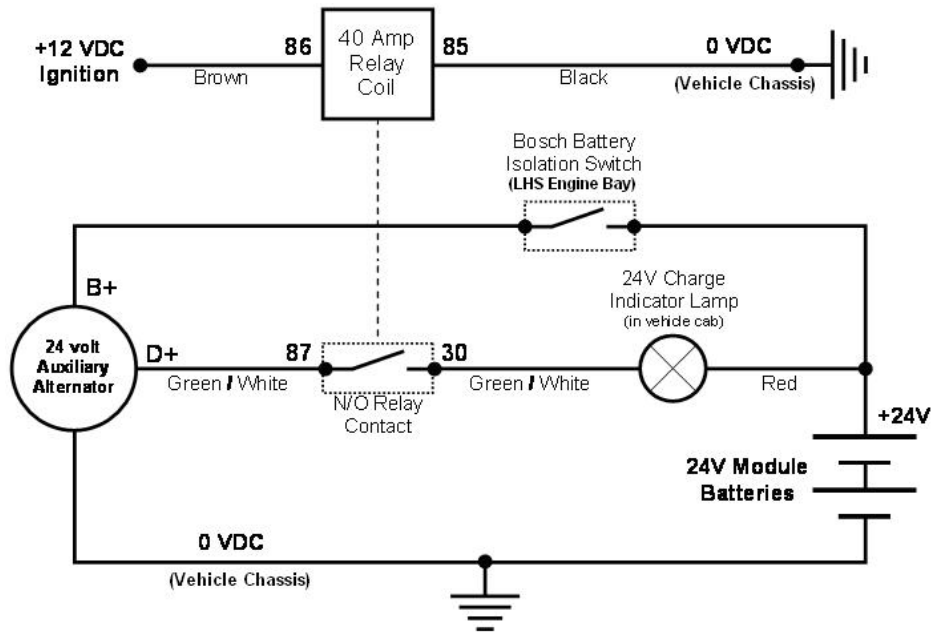 +12 VDC
Ignition
86
Brown
40 Amp
Relay
Coil
85
Black
0 VDC
(Vehicle Chassis)
Bosch Battery
Isolation Switch
(LHS Engine Bay)
B+
24V Charge
Indicator Lamp
(in vehicle cab)
24 volt
Auxiliary
Alternator
D+
Green / White
87
30
N/O Relay
Contact
Green / White
Red
+24V
24V Module
Batteries
0 VDC
(Vehicle Chassis)